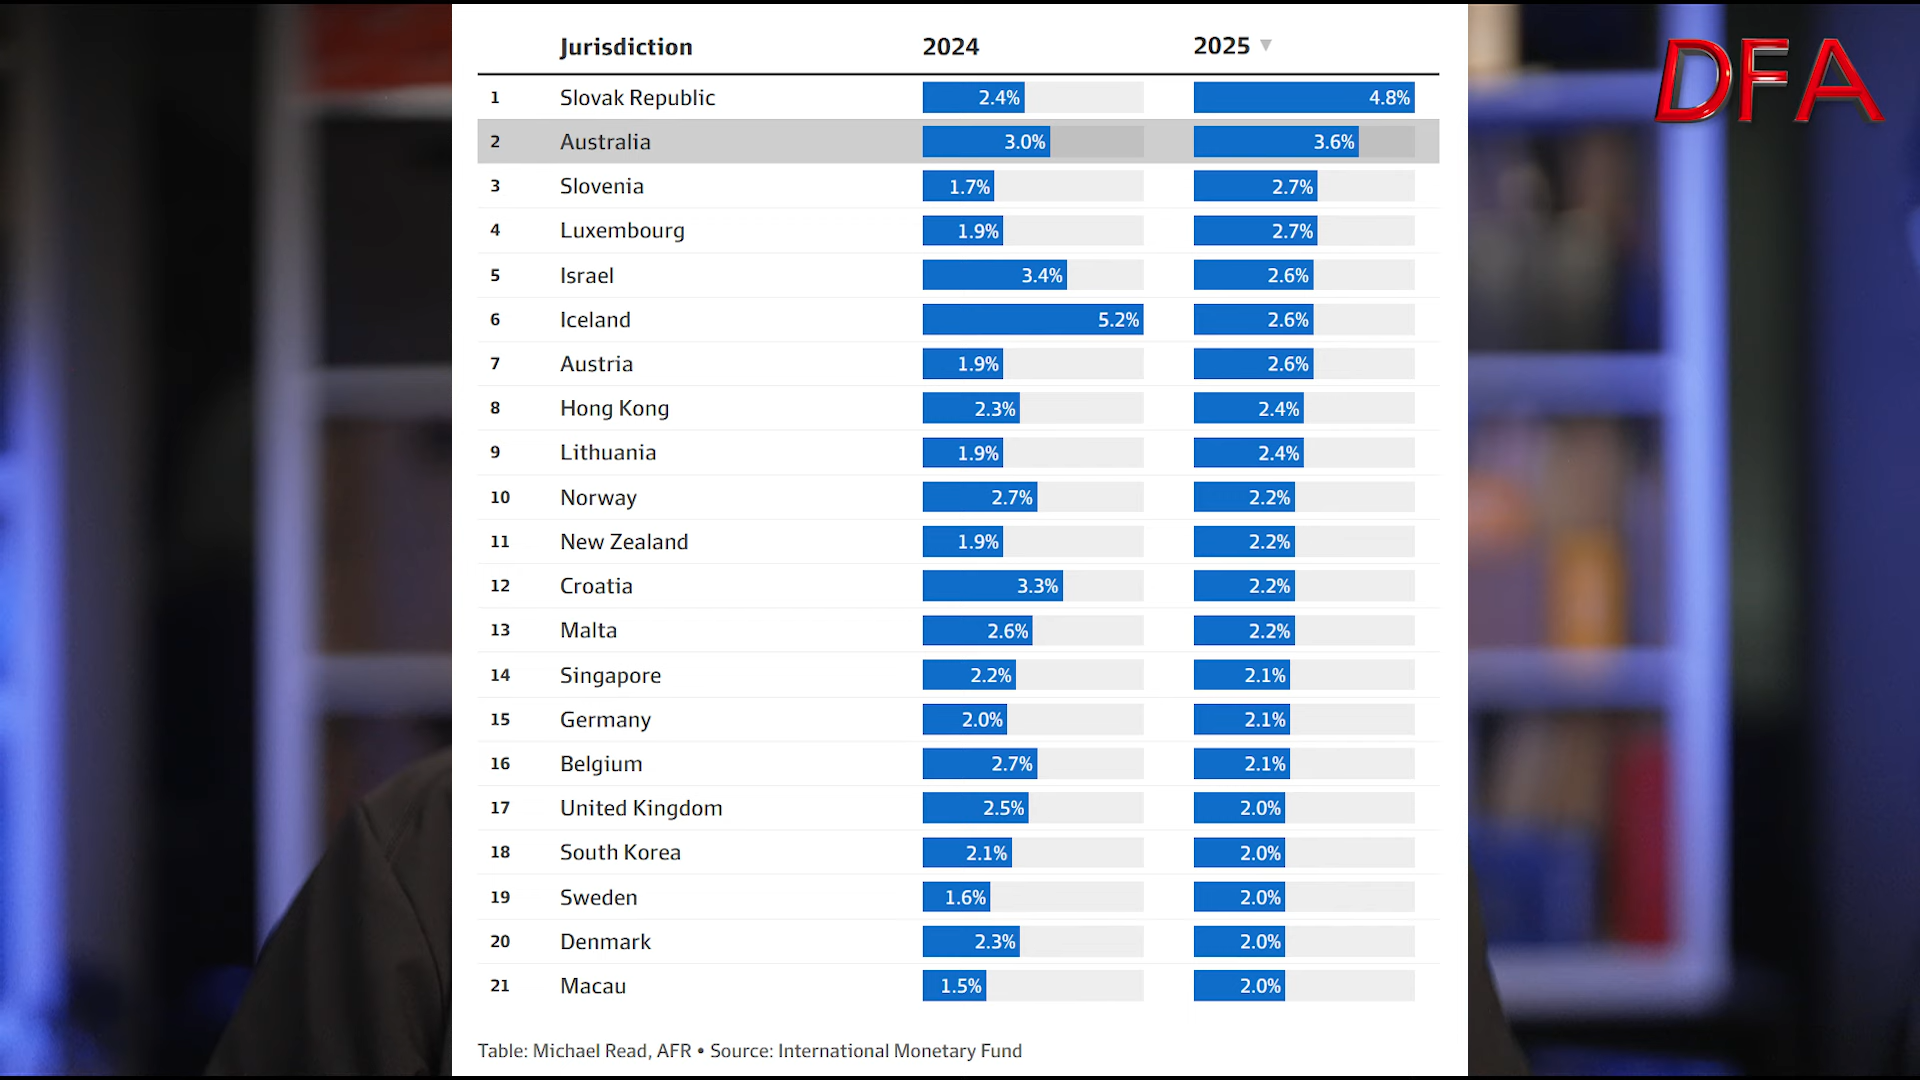 DFA
Jurisdiction 2024 2025 ▼
1 Slovak Republic 2.4% 4.8%
2 Australia 3.0% 3.6%
3 Slovenia 1.7% 2.7%
4 Luxembourg 1.9% 2.7%
5 Israel 3.4% 2.6%
6 Iceland 5.2% 2.6%
7 Austria 1.9% 2.6%
8 Hong Kong 2.3% 2.4%
9 Lithuania 1.9% 2.4%
10 Norway 2.7% 2.2%
11 New Zealand 1.9% 2.2%
12 Croatia 3.3% 2.2%
13 Malta 2.6% 2.2%
14 Singapore 2.2% 2.1%
15 Germany 2.0% 2.1%
16 Belgium 2.7% 2.1%
17 United Kingdom 2.5% 2.0%
18 South Korea 2.1% 2.0%
19 Sweden 1.6% 2.0%
20 Denmark 2.3% 2.0%
21 Macau 1.5% 2.0%
Table: Michael Read, AFR • Source: International Monetary Fund